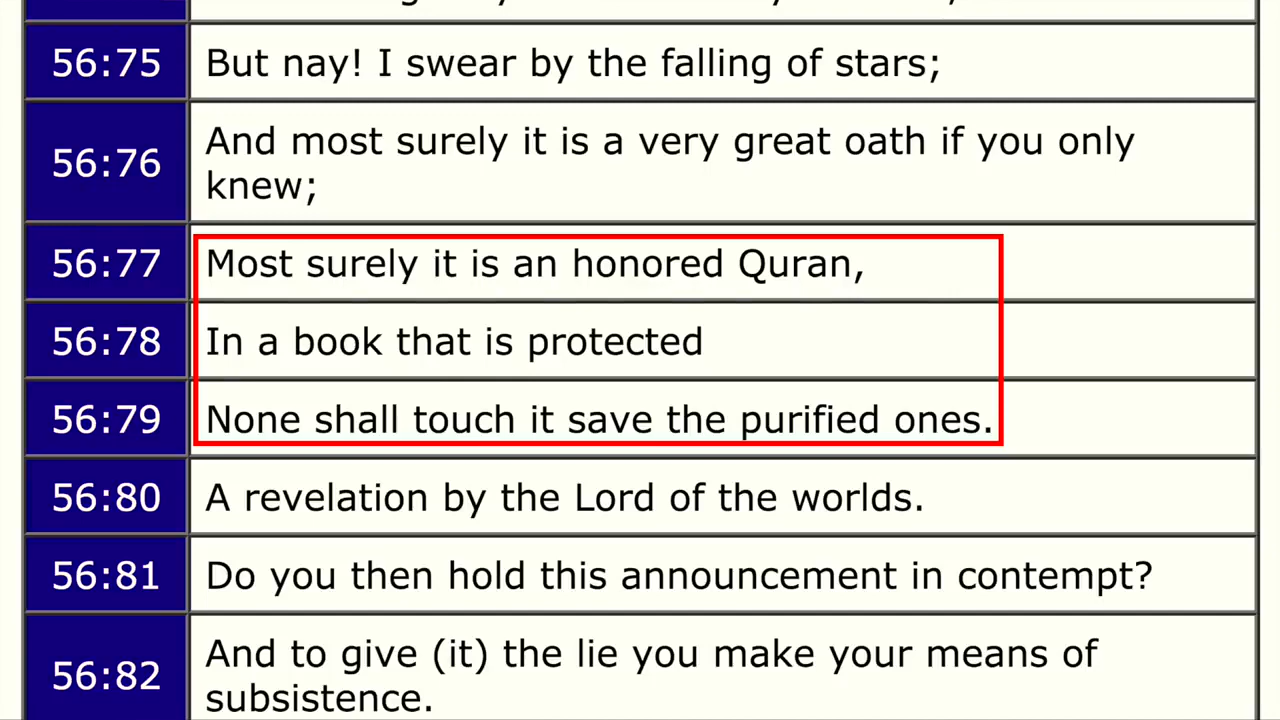 56:75
But nay! I swear by the falling of stars;
56:76
And most surely it is a very great oath if you only
knew;
56:77
Most surely it is an honored Quran,
56:78
In a book that is protected
56:79
None shall touch it save the purified ones.
56:80
A revelation by the Lord of the worlds.
56:81
Do you then hold this announcement in contempt?
56:82
And to give (it) the lie you make your means of
subsistence.